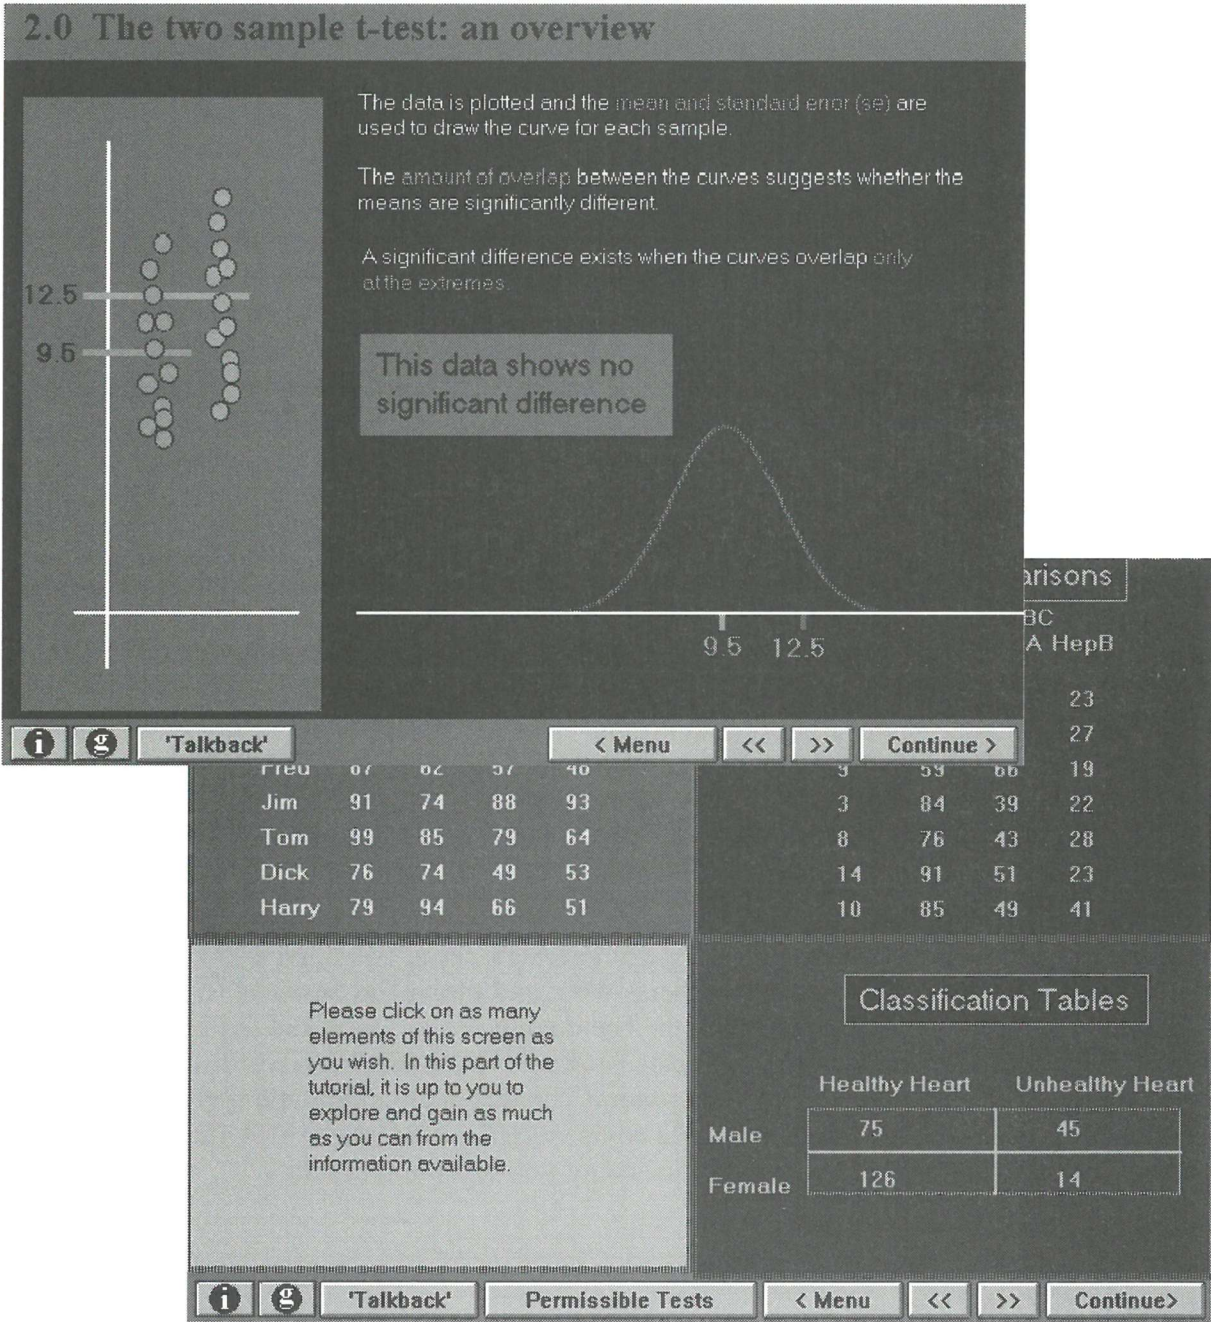 2.0 The two sample t-test: an overview
The data is plotted and the mean and standard error (se) are
used to draw the curve for each sample.
The amount of overlap between the curves suggests whether the
means are significantly different.
A significant difference exists when the curves overlap only
at the extremes.
12.5
9.5
This data shows no
significant difference
9.5 12.5
i g 'Talkback' < Menu << >> Continue >
arisons
BC
A HepB
23
27
Fred 87 62 57 48 9 59 66 19
Jim 91 74 88 93 3 84 39 22
Tom 99 85 79 64 8 76 43 28
Dick 76 74 49 53 14 91 51 23
Harry 79 94 66 51 10 85 49 41
Please click on as many
elements of this screen as
you wish. In this part of the
tutorial, it is up to you to
explore and gain as much
as you can from the
information available.
Classification Tables
Healthy Heart Unhealthy Heart
Male 75 45
Female 126 14
i g 'Talkback' Permissible Tests < Menu << >> Continue>